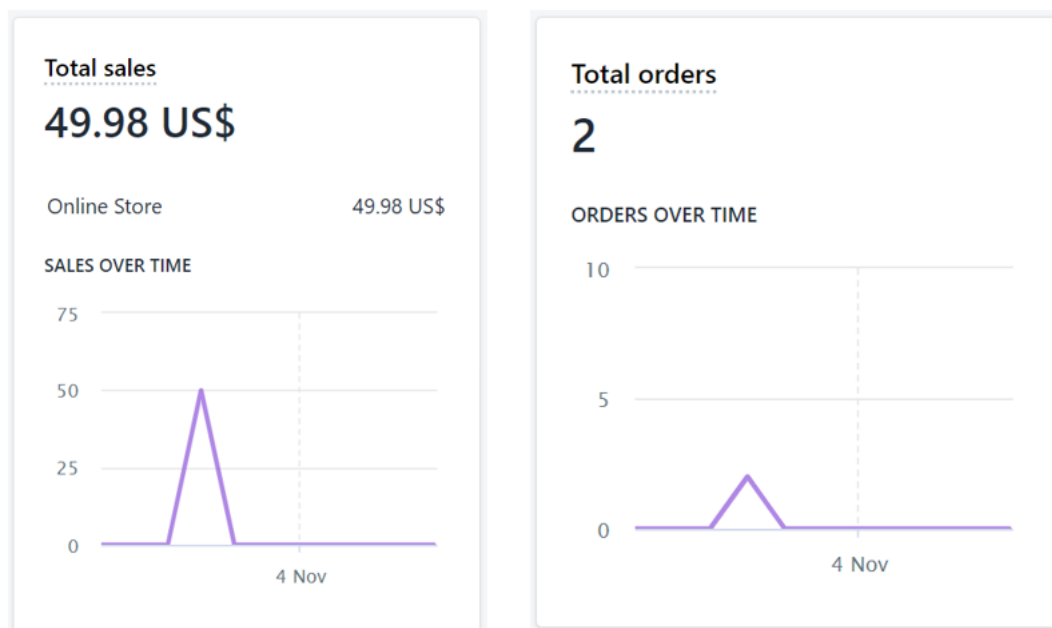 Total sales
49.98 US$
Online Store 49.98 US$
SALES OVER TIME
75
50
25
0
4 Nov
Total orders
2
ORDERS OVER TIME
10
5
0
4 Nov